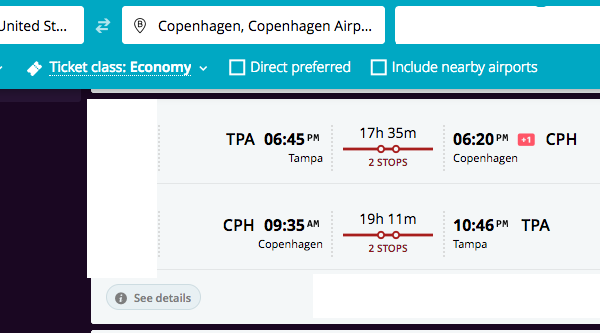 United St...
Copenhagen, Copenhagen Airp...
Ticket class: Economy
Direct preferred
Include nearby airports
TPA 06:45 PM
Tampa
17h 35m
2 STOPS
06:20 PM +1 CPH
Copenhagen
CPH 09:35 AM
Copenhagen
19h 11m
2 STOPS
10:46 PM TPA
Tampa
See details